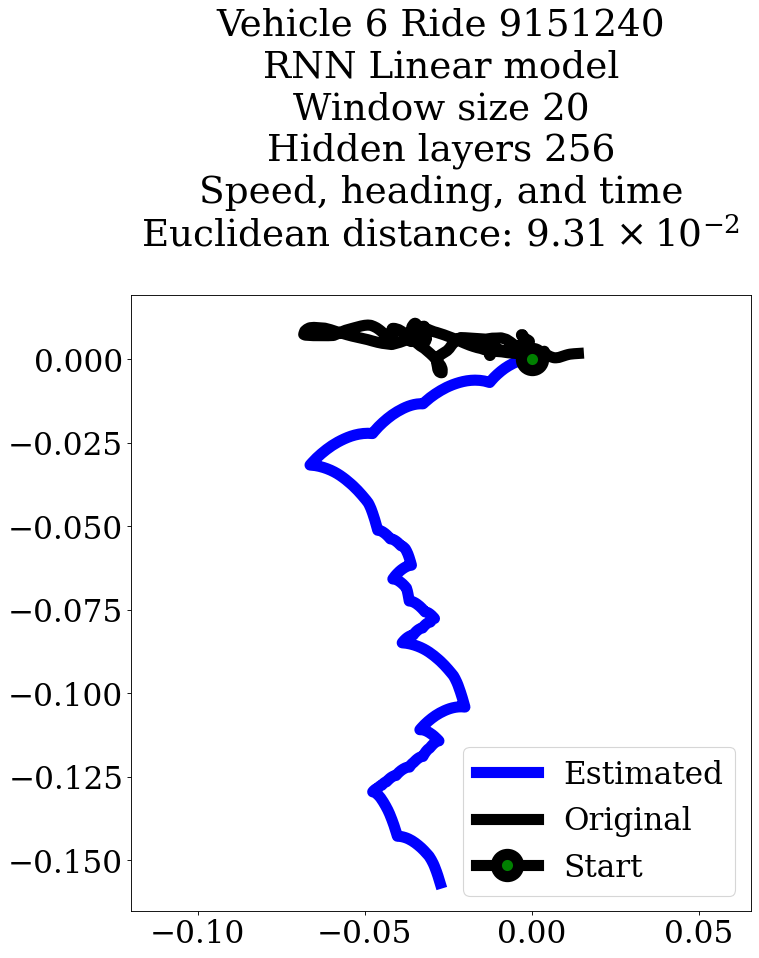 Vehicle 6 Ride 9151240
RNN Linear model
Window size 20
Hidden layers 256
Speed, heading, and time
Euclidean distance: 9.31 × 10⁻²
0.000
−0.025
−0.050
−0.075
−0.100
−0.125
−0.150
Estimated
Original
Start
−0.10 −0.05 0.00 0.05